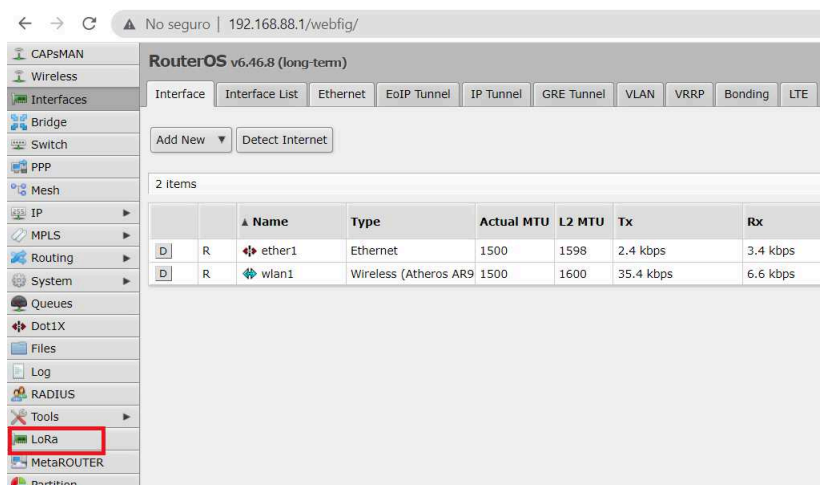 No seguro | 192.168.88.1/webfig/
CAPsMAN
Wireless
Interfaces
Bridge
Switch
PPP
Mesh
IP
MPLS
Routing
System
Queues
Dot1X
Files
Log
RADIUS
Tools
LoRa
MetaROUTER
Partition
RouterOS v6.46.8 (long-term)
Interface Interface List Ethernet EoIP Tunnel IP Tunnel GRE Tunnel VLAN VRRP Bonding LTE
Add New ▼ Detect Internet
2 items
▲ Name Type Actual MTU L2 MTU Tx Rx
D R ether1 Ethernet 1500 1598 2.4 kbps 3.4 kbps
D R wlan1 Wireless (Atheros AR9 1500 1600 35.4 kbps 6.6 kbps